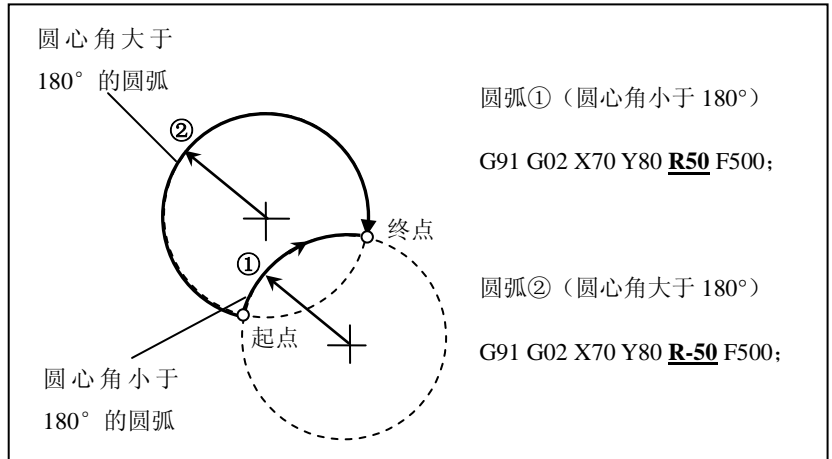 圆心角大于
180°的圆弧
②
圆弧①（圆心角小于 180°）
G91 G02 X70 Y80 R50 F500；
终点
①
圆弧②（圆心角大于 180°）
起点
G91 G02 X70 Y80 R-50 F500；
圆心角小于
180°的圆弧